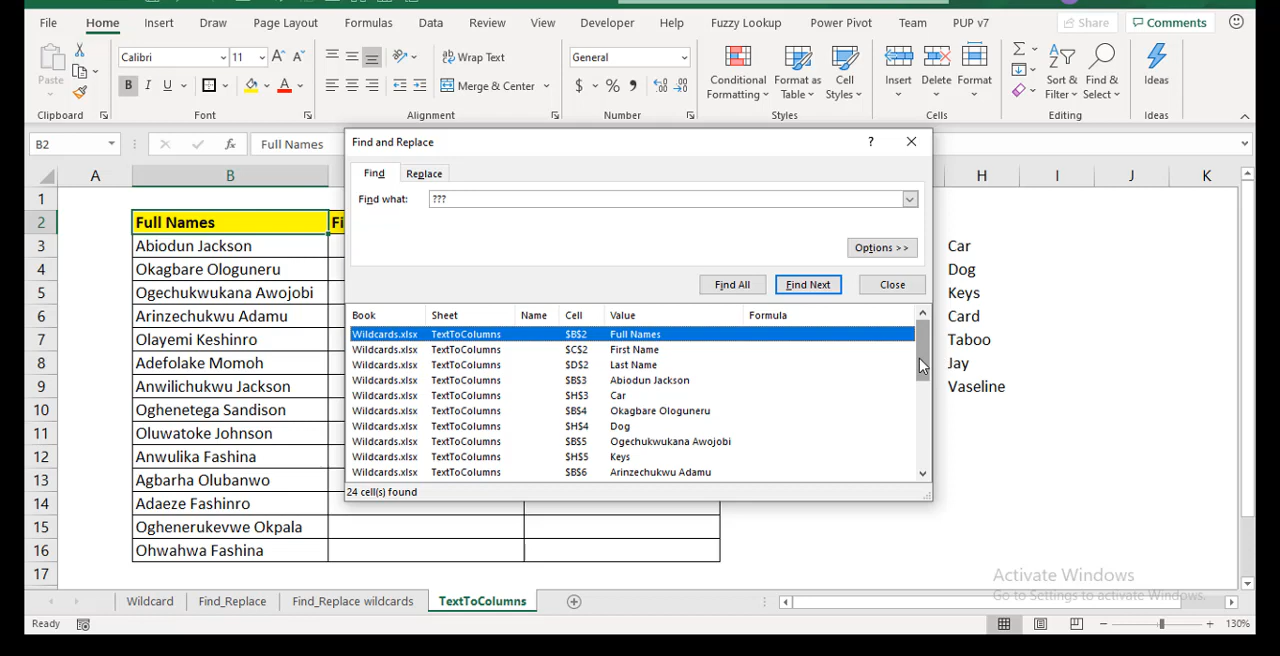 File Home Insert Draw Page Layout Formulas Data Review View Developer Help Fuzzy Lookup Power Pivot Team PUP v7 Share Comments
Calibri 11 A A Wrap Text General
Paste Conditional Format as Cell Insert Delete Format Sort & Find & Ideas
B I U A Merge & Center $ % Formatting Table Styles Filter Select
Clipboard Font Alignment Number Styles Cells Editing Ideas
B2 fx Full Names
Find and Replace ?
Find Replace
Find what: ???
Options >>
Find All Find Next Close
Book Sheet Name Cell Value Formula
Wildcards.xlsx TextToColumns $B$2 Full Names
Wildcards.xlsx TextToColumns $C$2 First Name
Wildcards.xlsx TextToColumns $D$2 Last Name
Wildcards.xlsx TextToColumns $B$3 Abiodun Jackson
Wildcards.xlsx TextToColumns $H$3 Car
Wildcards.xlsx TextToColumns $B$4 Okagbare Ologuneru
Wildcards.xlsx TextToColumns $H$4 Dog
Wildcards.xlsx TextToColumns $B$5 Ogechukwukana Awojobi
Wildcards.xlsx TextToColumns $H$5 Keys
Wildcards.xlsx TextToColumns $B$6 Arinzechukwu Adamu
24 cell(s) found
A B H I J K
1
2 Full Names Fi
3 Abiodun Jackson Car
4 Okagbare Ologuneru Dog
5 Ogechukwukana Awojobi Keys
6 Arinzechukwu Adamu Card
7 Olayemi Keshinro Taboo
8 Adefolake Momoh Jay
9 Anwilichukwu Jackson Vaseline
10 Oghenetega Sandison
11 Oluwatoke Johnson
12 Anwulika Fashina
13 Agbarha Olubanwo
14 Adaeze Fashinro
15 Oghenerukevwe Okpala
16 Ohwahwa Fashina
17
Activate Windows
Go to Settings to activate Windows.
Wildcard Find_Replace Find_Replace wildcards TextToColumns
Ready 130%